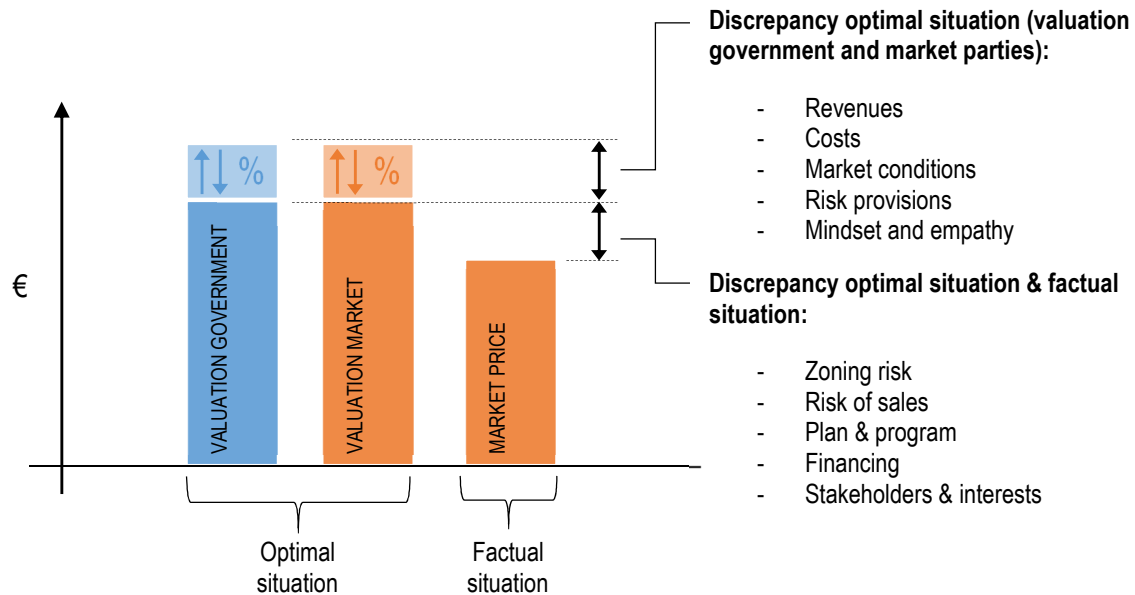 Discrepancy optimal situation (valuation
government and market parties):
- Revenues
- Costs
- Market conditions
- Risk provisions
- Mindset and empathy
Discrepancy optimal situation & factual
situation:
- Zoning risk
- Risk of sales
- Plan & program
- Financing
- Stakeholders & interests
€
%
%
VALUATION GOVERNMENT
VALUATION MARKET
MARKET PRICE
Optimal
situation
Factual
situation